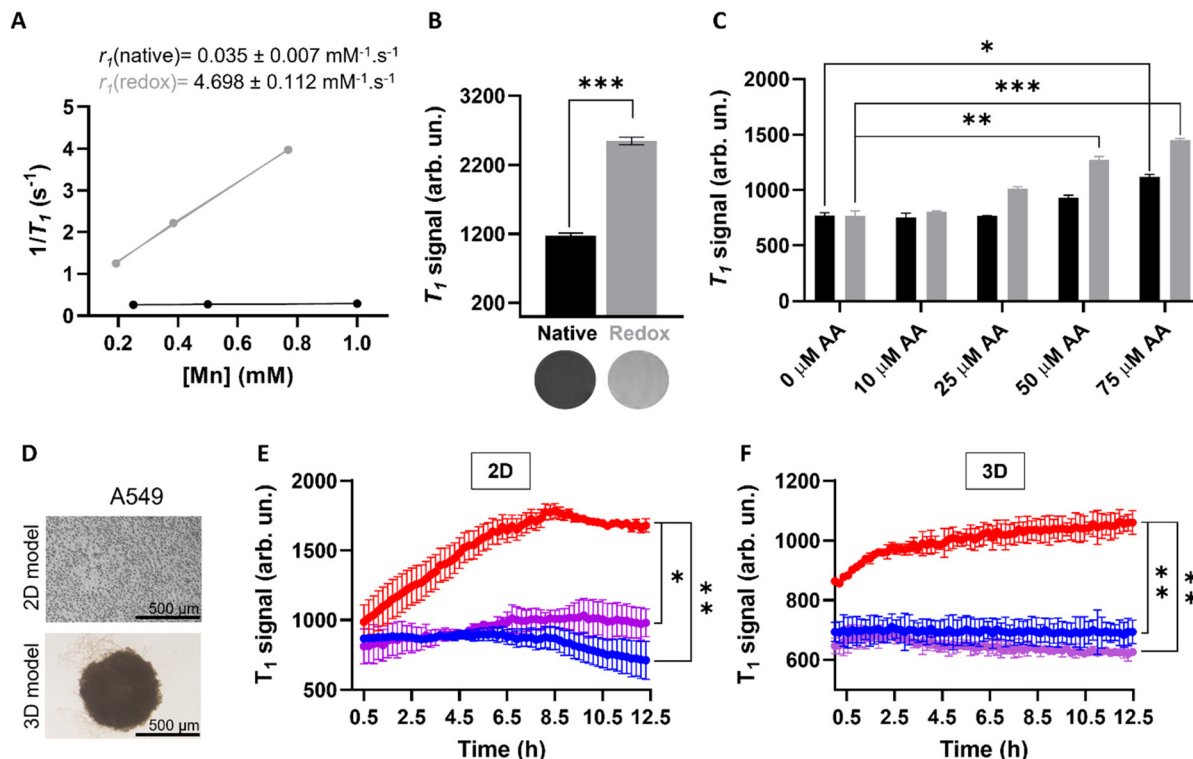 A
r1(native)= 0.035 ± 0.007 mM-1.s-1
r1(redox)= 4.698 ± 0.112 mM-1.s-1
1/T1 (s-1)
5
4
3
2
1
0
0.2 0.4 0.6 0.8 1.0
[Mn] (mM)
B
***
T1 signal (arb. un.)
3200
2200
1200
200
Native Redox
C
*
***
**
T1 signal (arb. un.)
2000
1500
1000
500
0
0 μM AA
10 μM AA
25 μM AA
50 μM AA
75 μM AA
D
A549
2D model
500 μm
3D model
500 μm
E
2D
T1 signal (arb. un.)
2000
1500
1000
500
*
**
0.5 2.5 4.5 6.5 8.5 10.5 12.5
Time (h)
F
3D
T1 signal (arb. un.)
1200
1000
800
600
**
**
0.5 2.5 4.5 6.5 8.5 10.5 12.5
Time (h)